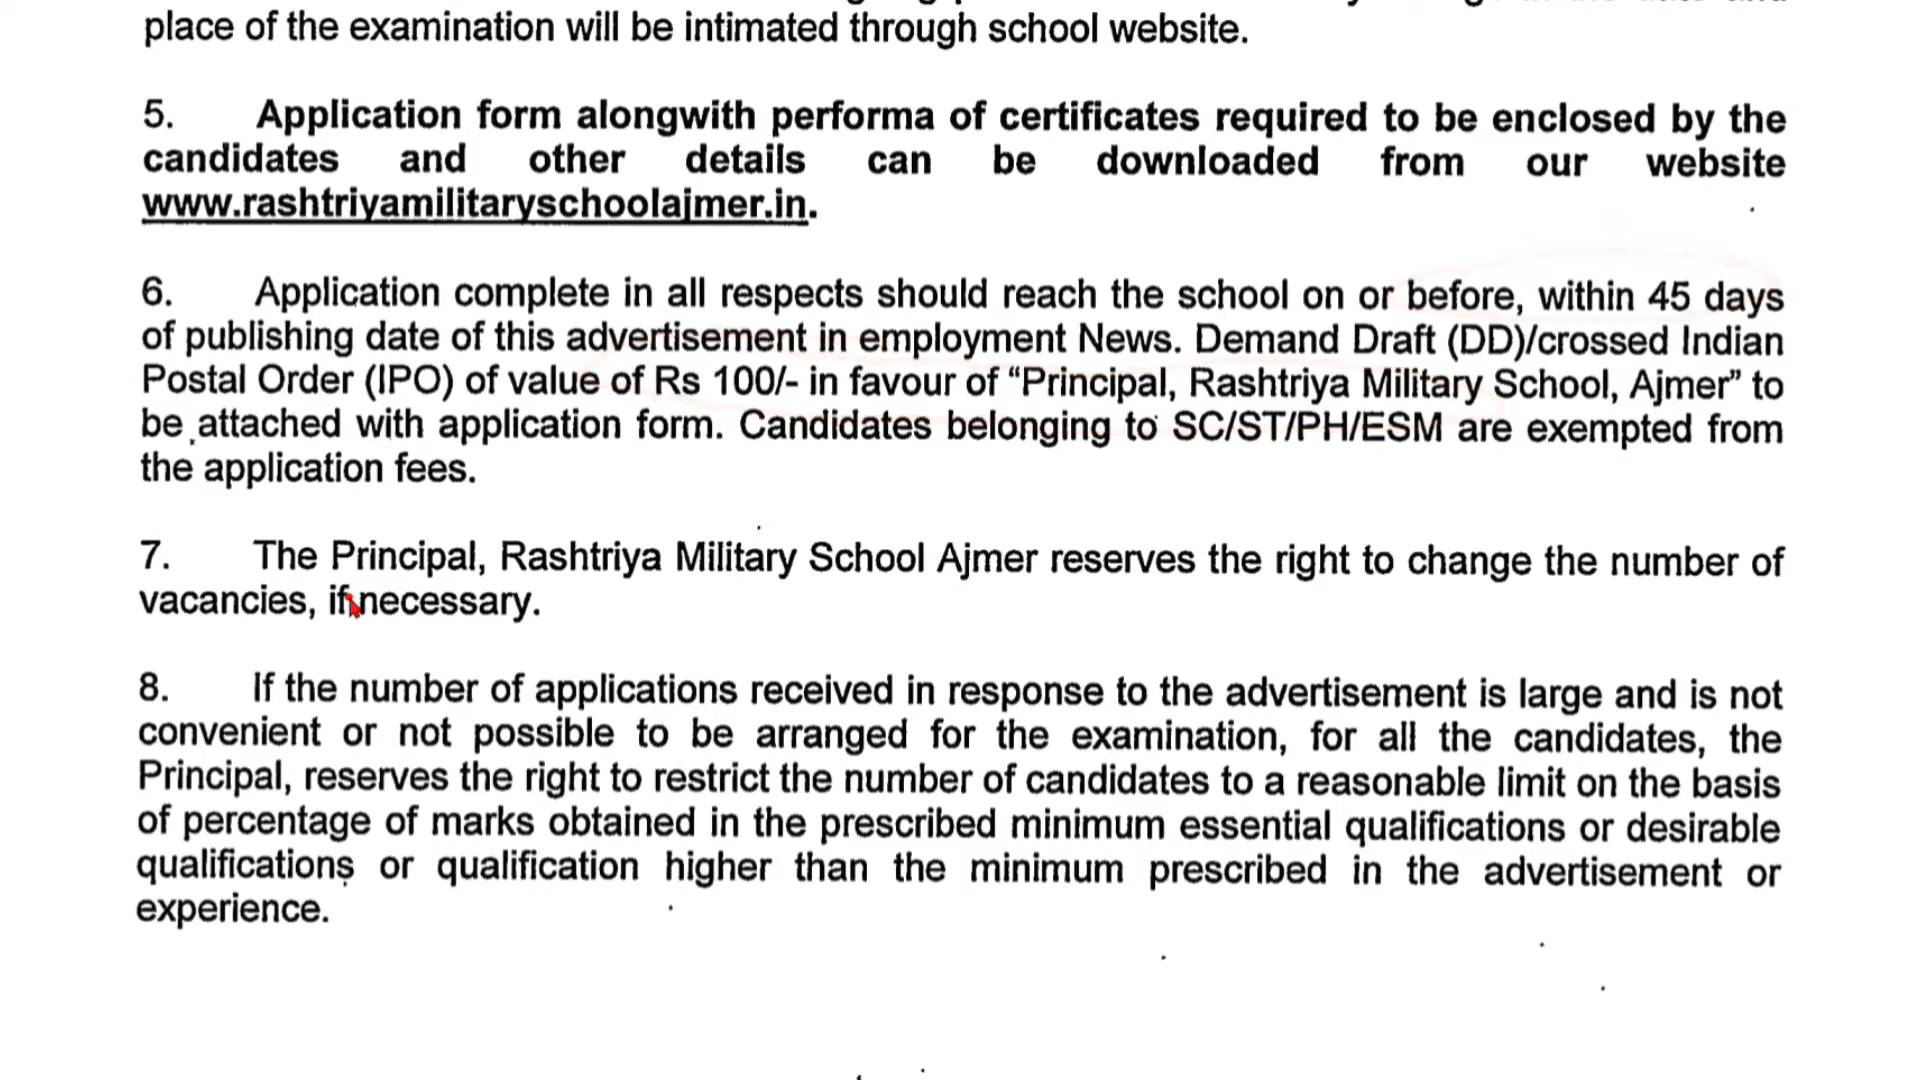 place of the examination will be intimated through school website.
5. Application form alongwith performa of certificates required to be enclosed by the
candidates and other details can be downloaded from our website
www.rashtriyamilitaryschoolajmer.in.
6. Application complete in all respects should reach the school on or before, within 45 days
of publishing date of this advertisement in employment News. Demand Draft (DD)/crossed Indian
Postal Order (IPO) of value of Rs 100/- in favour of “Principal, Rashtriya Military School, Ajmer” to
be attached with application form. Candidates belonging to SC/ST/PH/ESM are exempted from
the application fees.
7. The Principal, Rashtriya Military School Ajmer reserves the right to change the number of
vacancies, if necessary.
8. If the number of applications received in response to the advertisement is large and is not
convenient or not possible to be arranged for the examination, for all the candidates, the
Principal, reserves the right to restrict the number of candidates to a reasonable limit on the basis
of percentage of marks obtained in the prescribed minimum essential qualifications or desirable
qualifications or qualification higher than the minimum prescribed in the advertisement or
experience.